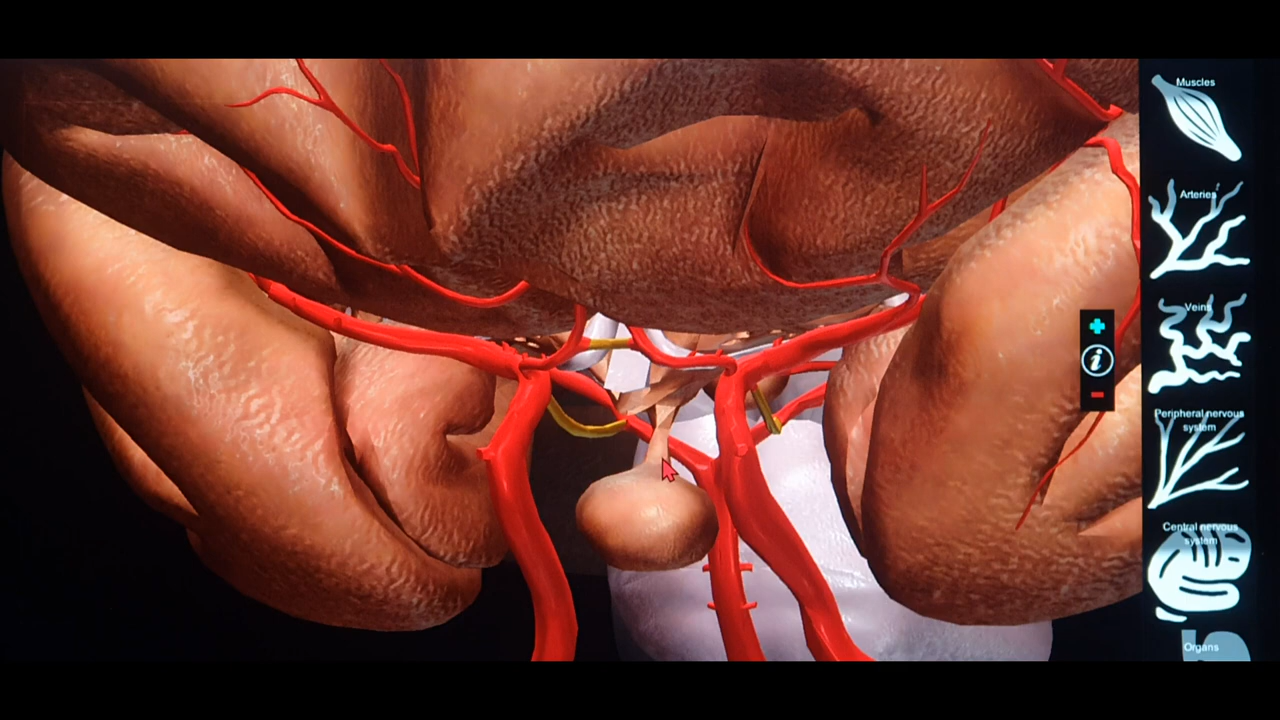 Muscles
Arteries
Veins
i
Peripheral nervous
system
Central nervous
system
Organs